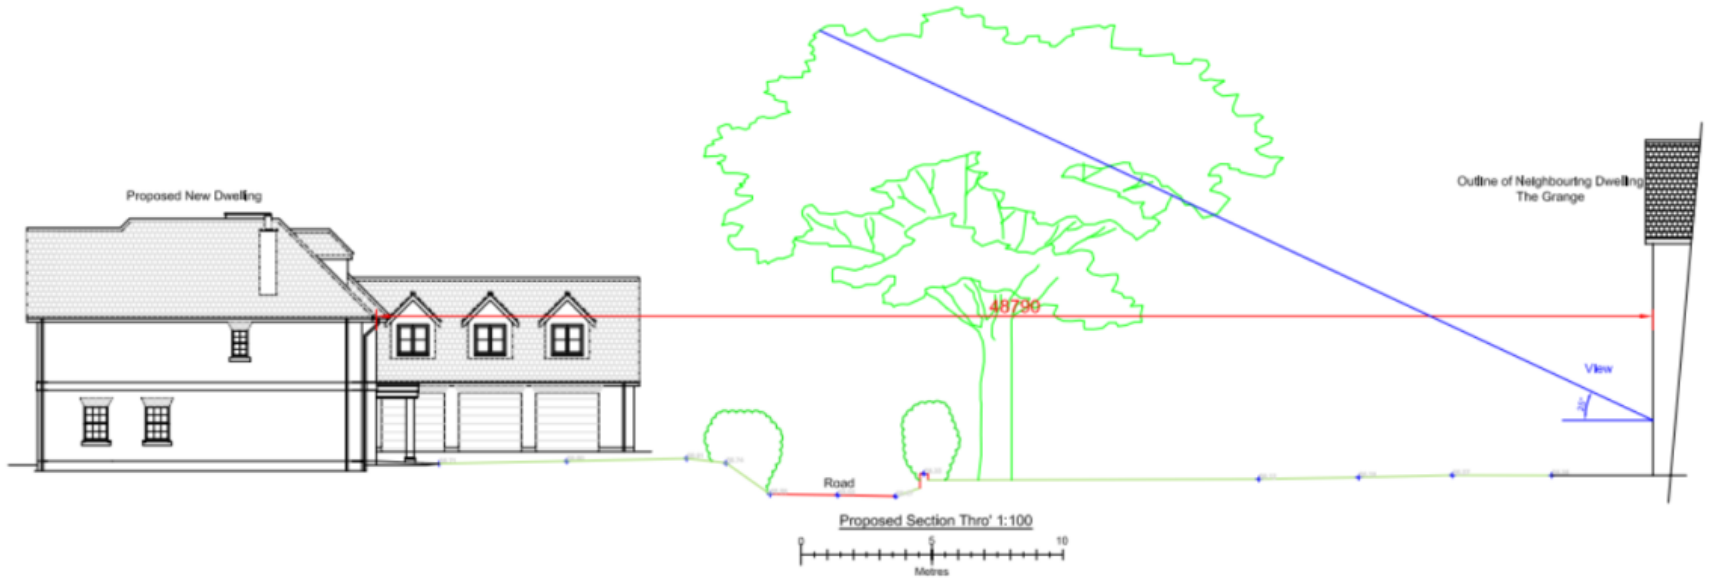 Proposed New Dwelling
Outline of Neighbouring Dwelling
The Grange
48790
View
25°
Road
Proposed Section Thro' 1:100
0 5 10
Metres